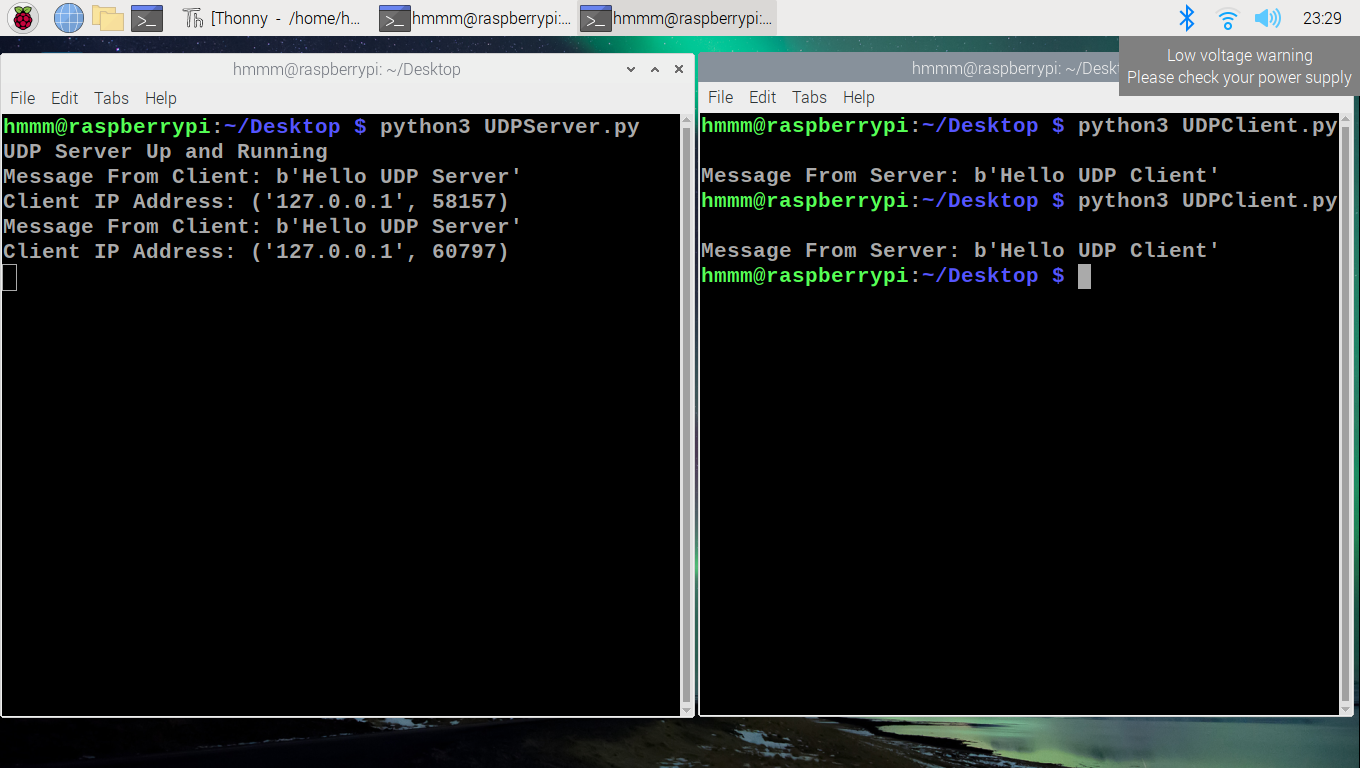 [Thonny - /home/h...
hmmm@raspberrypi:...
hmmm@raspberrypi:...
23:29
Low voltage warning
Please check your power supply
hmmm@raspberrypi: ~/Desktop
File Edit Tabs Help
hmmm@raspberrypi:~/Desktop $ python3 UDPServer.py
UDP Server Up and Running
Message From Client: b'Hello UDP Server'
Client IP Address: ('127.0.0.1', 58157)
Message From Client: b'Hello UDP Server'
Client IP Address: ('127.0.0.1', 60797)
hmmm@raspberrypi: ~/Deskt
File Edit Tabs Help
hmmm@raspberrypi:~/Desktop $ python3 UDPClient.py
Message From Server: b'Hello UDP Client'
hmmm@raspberrypi:~/Desktop $ python3 UDPClient.py
Message From Server: b'Hello UDP Client'
hmmm@raspberrypi:~/Desktop $